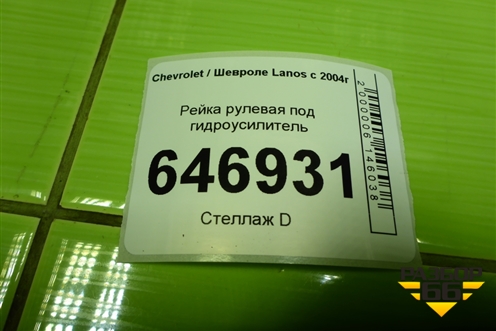 Chevrolet / Шевроле Lanos с 2004г
Рейка рулевая под
гидроусилитель
646931
Стеллаж D
2000006146038
66